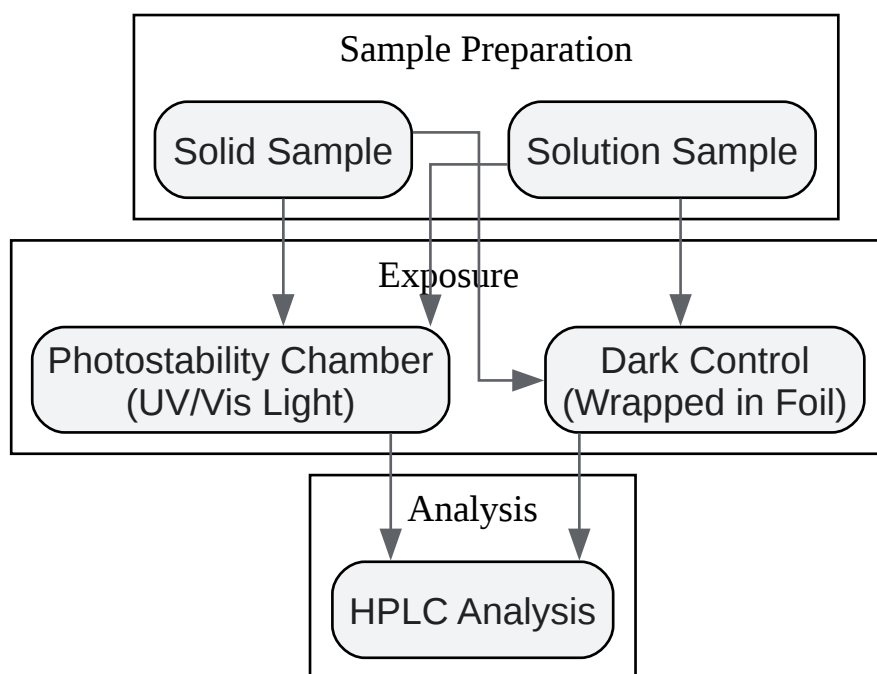 Sample Preparation
Solid Sample
Solution Sample
Exposure
Photostability Chamber
(UV/Vis Light)
Dark Control
(Wrapped in Foil)
Analysis
HPLC Analysis